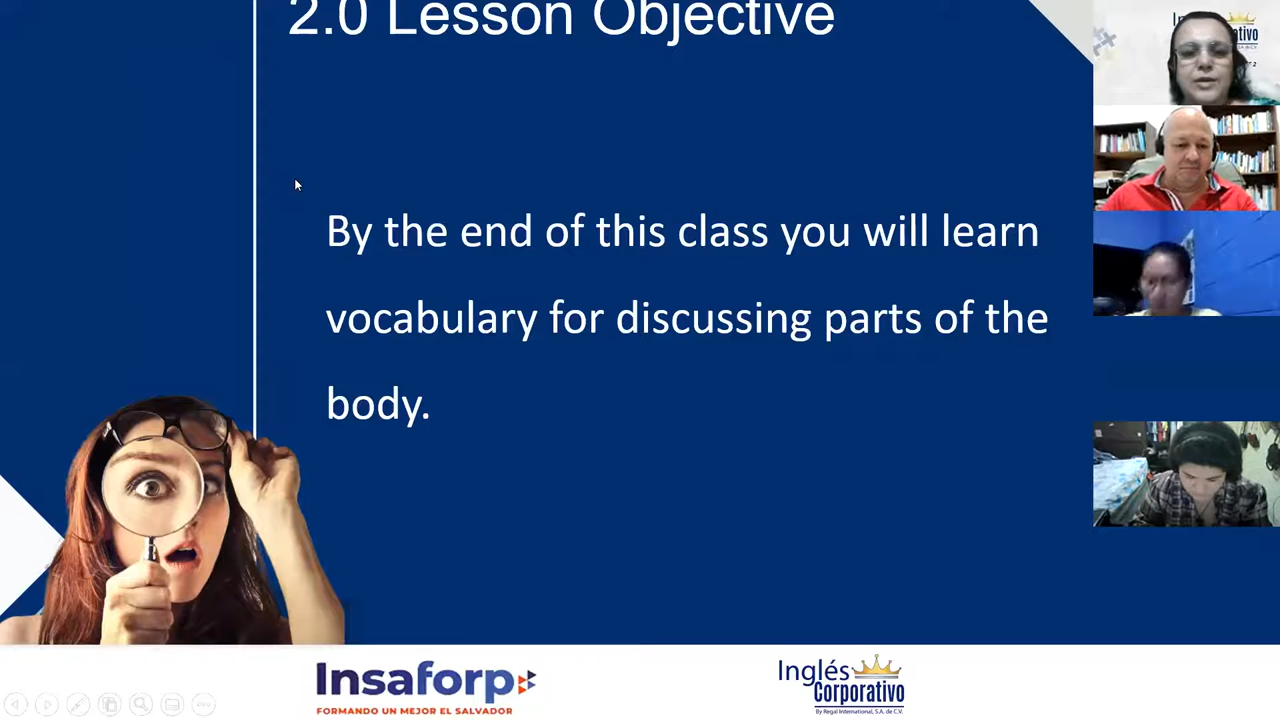 2.0 Lesson Objective
By the end of this class you will learn
vocabulary for discussing parts of the
body.
Insaforp
FORMANDO UN MEJOR EL SALVADOR
Inglés
Corporativo
By Regal International, S.A. de C.V.